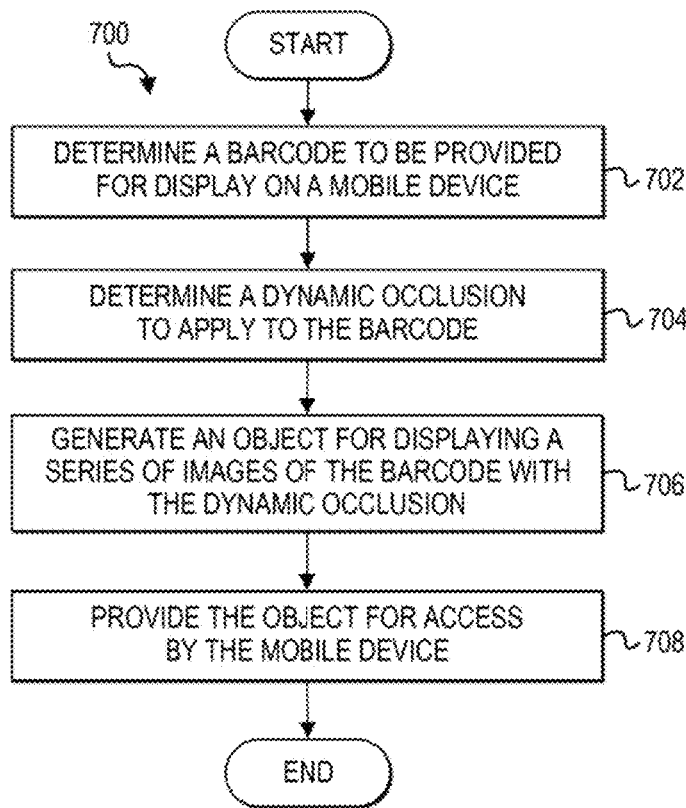 700
START
DETERMINE A BARCODE TO BE PROVIDED
FOR DISPLAY ON A MOBILE DEVICE
702
DETERMINE A DYNAMIC OCCLUSION
TO APPLY TO THE BARCODE
704
GENERATE AN OBJECT FOR DISPLAYING A
SERIES OF IMAGES OF THE BARCODE WITH
THE DYNAMIC OCCLUSION
706
PROVIDE THE OBJECT FOR ACCESS
BY THE MOBILE DEVICE
708
END